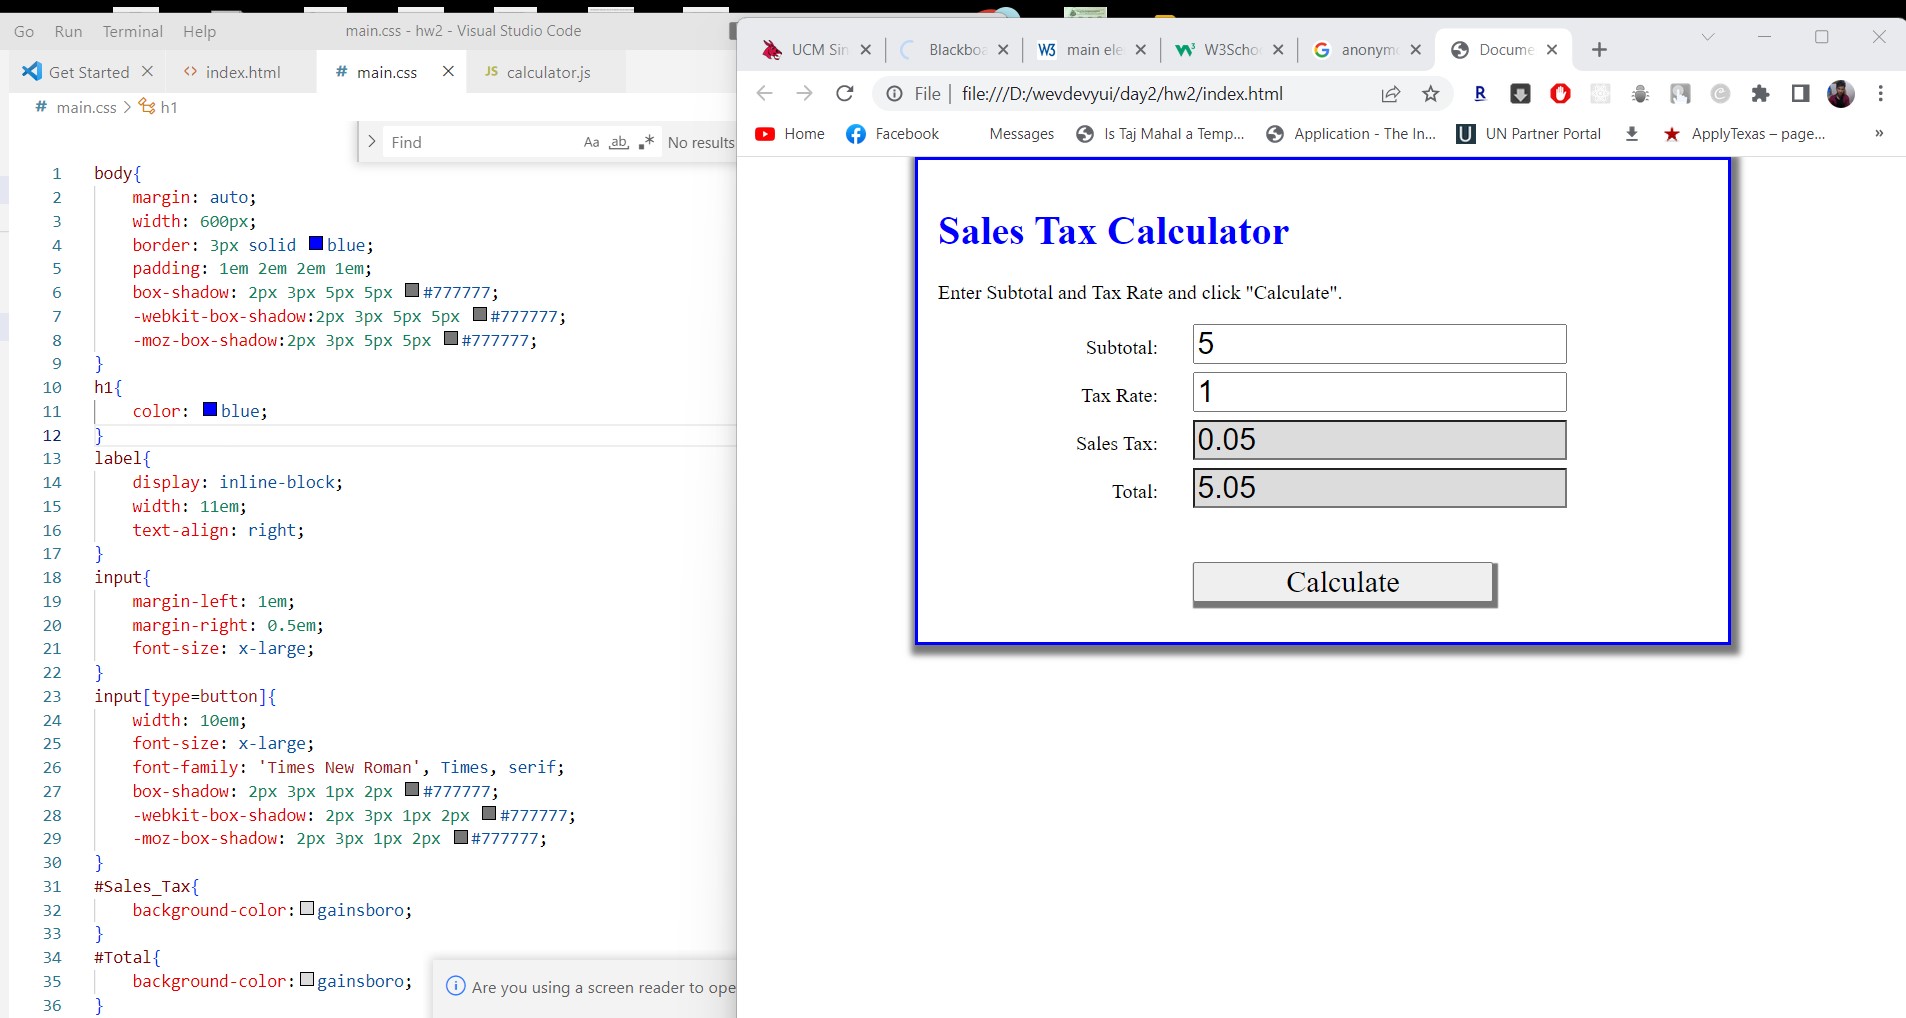 Go Run Terminal Help
main.css - hw2 - Visual Studio Code
Get Started
<> index.html
# main.css
JS calculator.js
# main.css > h1
> Find Aa ab .* No results
1 body{
2 margin: auto;
3 width: 600px;
4 border: 3px solid blue;
5 padding: 1em 2em 2em 1em;
6 box-shadow: 2px 3px 5px 5px #777777;
7 -webkit-box-shadow:2px 3px 5px 5px #777777;
8 -moz-box-shadow:2px 3px 5px 5px #777777;
9 }
10 h1{
11 color: blue;
12 }
13 label{
14 display: inline-block;
15 width: 11em;
16 text-align: right;
17 }
18 input{
19 margin-left: 1em;
20 margin-right: 0.5em;
21 font-size: x-large;
22 }
23 input[type=button]{
24 width: 10em;
25 font-size: x-large;
26 font-family: 'Times New Roman', Times, serif;
27 box-shadow: 2px 3px 1px 2px #777777;
28 -webkit-box-shadow: 2px 3px 1px 2px #777777;
29 -moz-box-shadow: 2px 3px 1px 2px #777777;
30 }
31 #Sales_Tax{
32 background-color: gainsboro;
33 }
34 #Total{
35 background-color: gainsboro;
36 }
Are you using a screen reader to ope
UCM Sin
Blackboa
W3 main ele
W3Schoo
G anonym
Docume
File | file:///D:/wevdevyui/day2/hw2/index.html
R
Home
Facebook
Messages
Is Taj Mahal a Temp...
Application - The In...
U UN Partner Portal
ApplyTexas – page...
»
Sales Tax Calculator
Enter Subtotal and Tax Rate and click "Calculate".
Subtotal: 5
Tax Rate: 1
Sales Tax: 0.05
Total: 5.05
Calculate